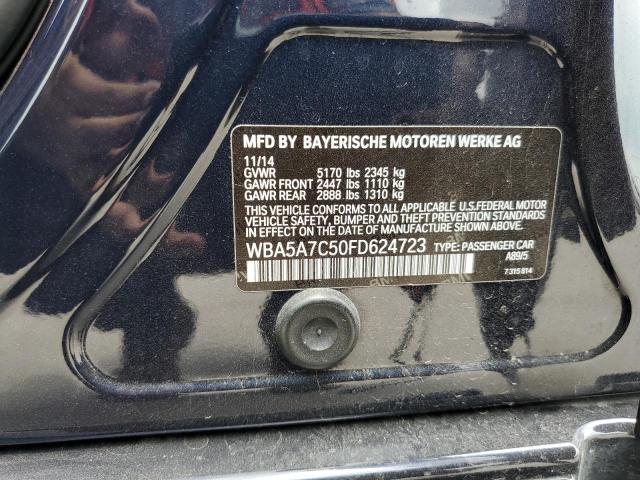 MFD BY BAYERISCHE MOTOREN WERKE AG
11/14
GVWR 5170 lbs 2345 kg
GAWR FRONT 2447 lbs 1110 kg
GAWR REAR 2888 lbs 1310 kg
THIS VEHICLE CONFORMS TO ALL APPLICABLE U.S.FEDERAL MOTOR
VEHICLE SAFETY, BUMPER, AND THEFT PREVENTION STANDARDS
IN EFFECT ON THE DATE OF MANUFACTURE SHOWN ABOVE.
WBA5A7C50FD624723 TYPE: PASSENGER CAR
A89/5
7315814